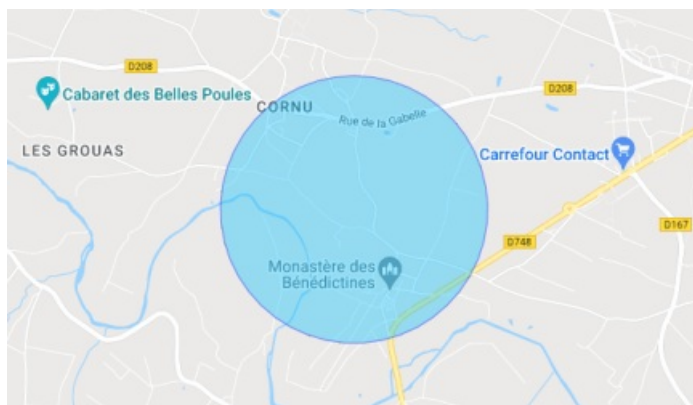 D208
Cabaret des Belles Poules
CORNU
Rue de la Gabelle
D208
LES GROUAS
Carrefour Contact
D167
D748
Monastère des
Bénédictines